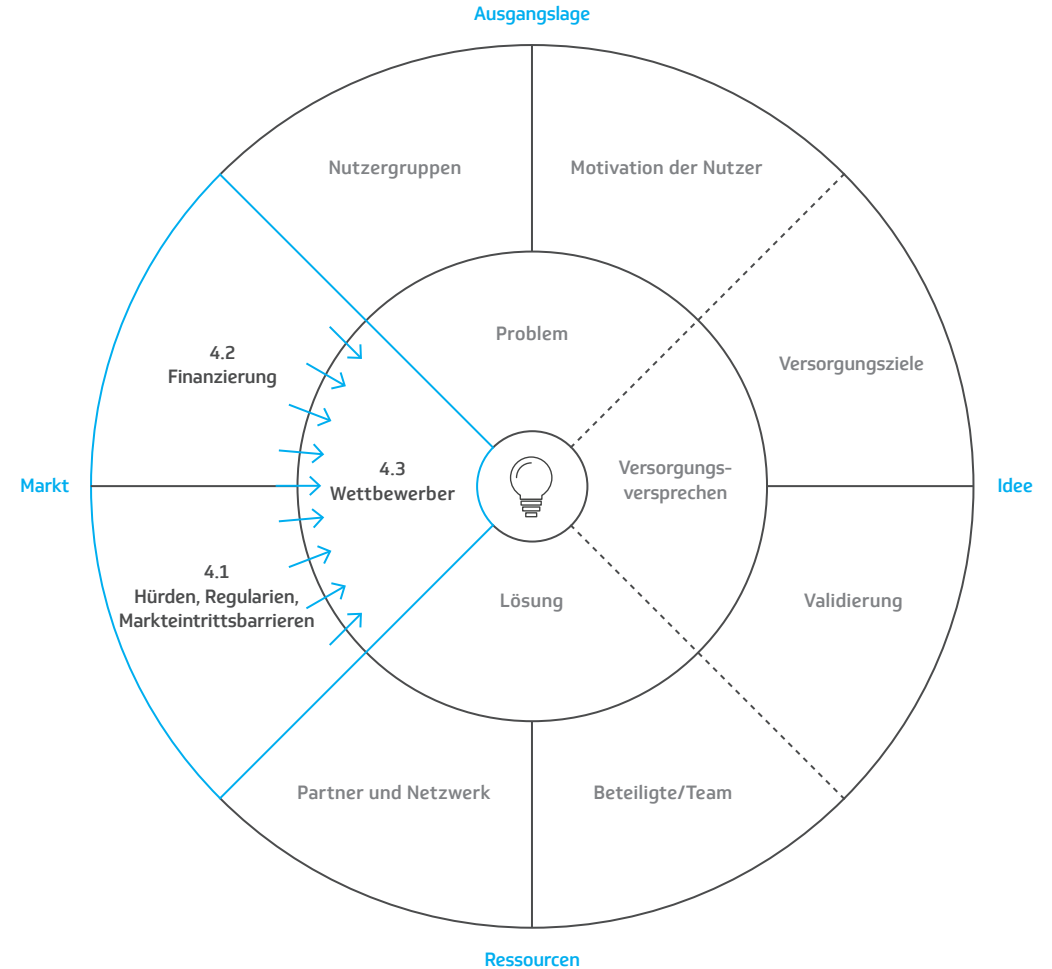 Ausgangslage
Nutzergruppen
Motivation der Nutzer
Problem
4.2
Finanzierung
Versorgungsziele
4.3
Wettbewerber
Versorgungs-
versprechen
Markt
Idee
4.1
Hürden, Regularien,
Markteintrittsbarrieren
Lösung
Validierung
Partner und Netzwerk
Beteiligte/Team
Ressourcen